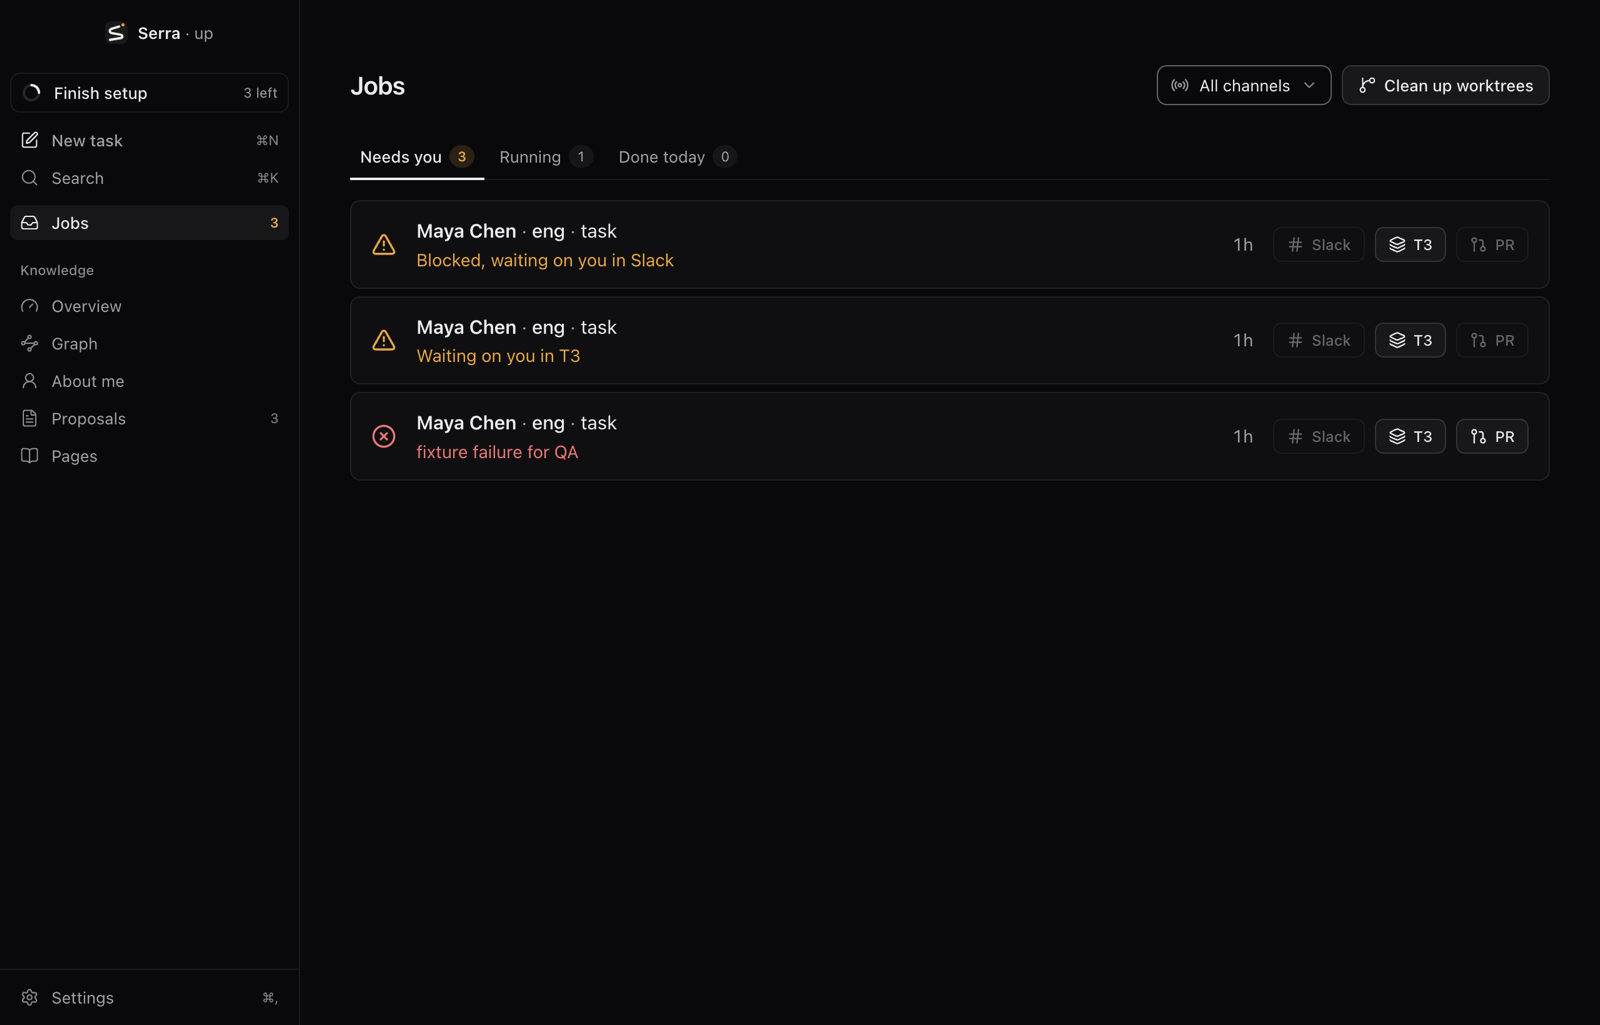 Serra · up
Finish setup 3 left
New task ⌘N
Search ⌘K
Jobs 3
Knowledge
Overview
Graph
About me
Proposals 3
Pages
Settings ⌘,
Jobs
All channels
Clean up worktrees
Needs you 3 Running 1 Done today 0
Maya Chen · eng · task
Blocked, waiting on you in Slack
1h # Slack T3 PR
Maya Chen · eng · task
Waiting on you in T3
1h # Slack T3 PR
Maya Chen · eng · task
fixture failure for QA
1h # Slack T3 PR